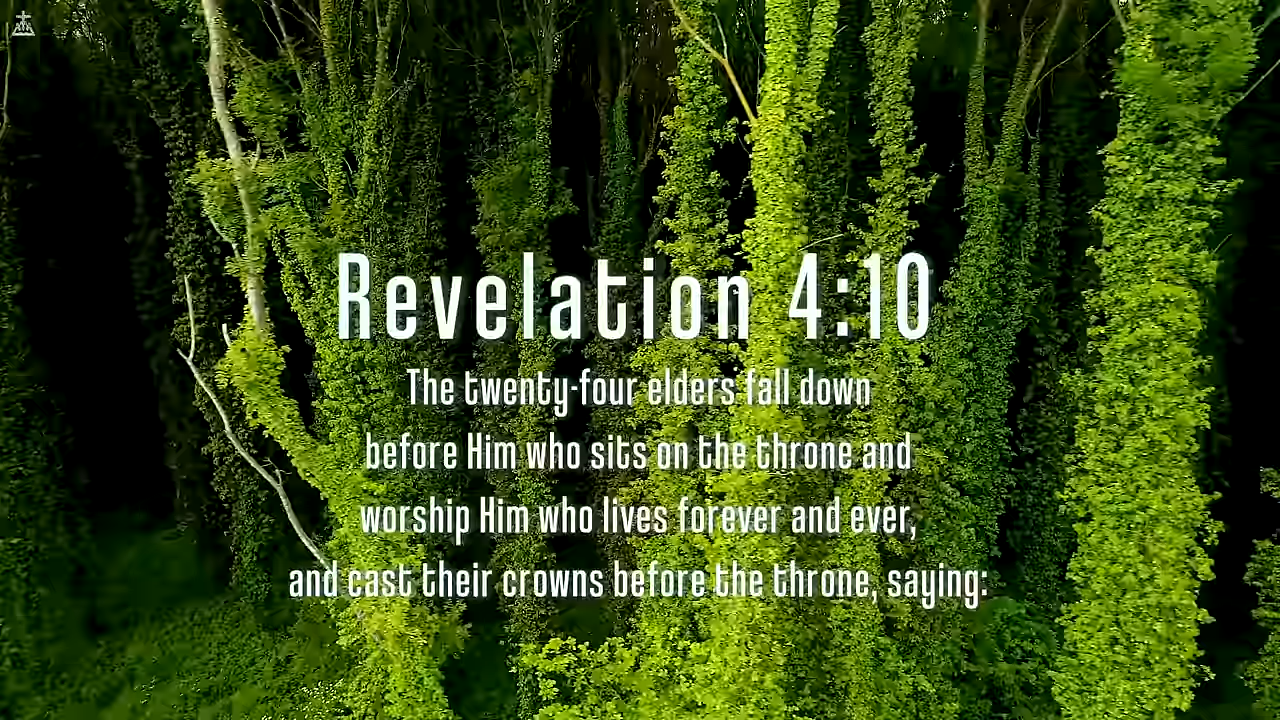 Revelation 4:10
The twenty-four elders fall down
before Him who sits on the throne and
worship Him who lives forever and ever,
and cast their crowns before the throne, saying: